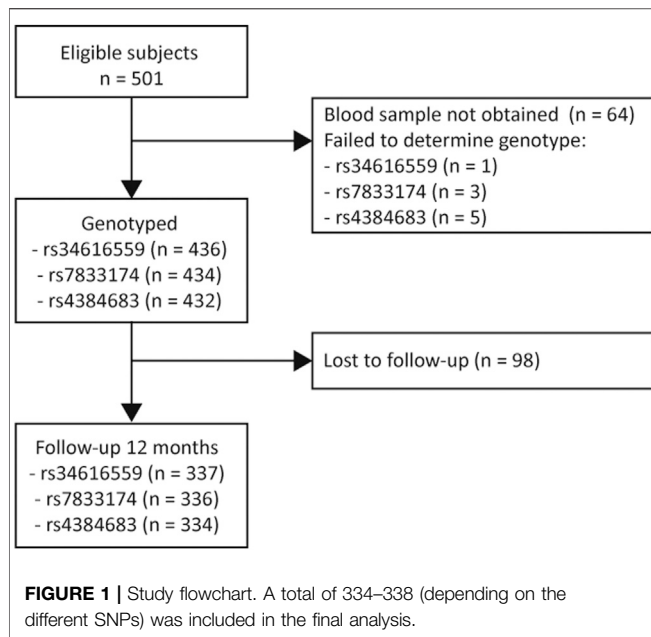 Eligible subjects
n = 501
Blood sample not obtained (n = 64)
Failed to determine genotype:
- rs34616559 (n = 1)
- rs7833174 (n = 3)
- rs4384683 (n = 5)
Genotyped
- rs34616559 (n = 436)
- rs7833174 (n = 434)
- rs4384683 (n = 432)
Lost to follow-up (n = 98)
Follow-up 12 months
- rs34616559 (n = 337)
- rs7833174 (n = 336)
- rs4384683 (n = 334)
FIGURE 1 | Study flowchart. A total of 334–338 (depending on the
different SNPs) was included in the final analysis.